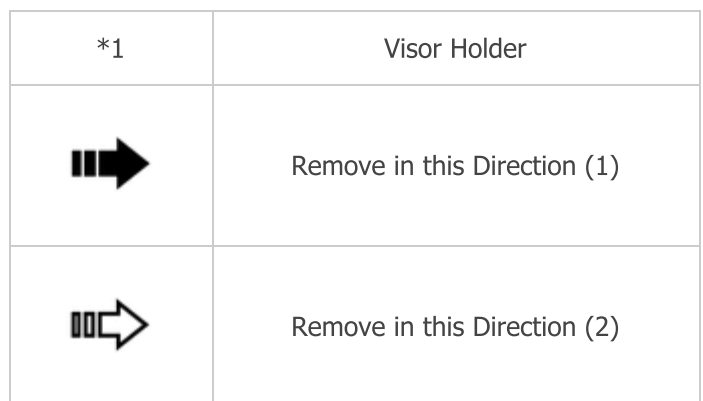 *1
Visor Holder
Remove in this Direction (1)
Remove in this Direction (2)